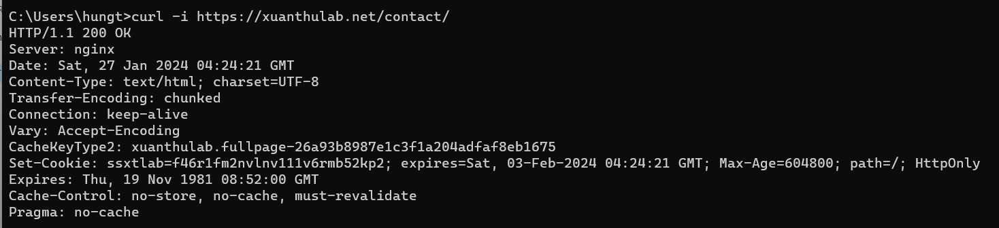 C:\Users\hungt>curl -i https://xuanthulab.net/contact/
HTTP/1.1 200 OK
Server: nginx
Date: Sat, 27 Jan 2024 04:24:21 GMT
Content-Type: text/html; charset=UTF-8
Transfer-Encoding: chunked
Connection: keep-alive
Vary: Accept-Encoding
CacheKeyType2: xuanthulab.fullpage-26a93b8987e1c3f1a204adfaf8eb1675
Set-Cookie: ssxtlab=f46r1fm2nvlnv111v6rmb52kp2; expires=Sat, 03-Feb-2024 04:24:21 GMT; Max-Age=604800; path=/; HttpOnly
Expires: Thu, 19 Nov 1981 08:52:00 GMT
Cache-Control: no-store, no-cache, must-revalidate
Pragma: no-cache